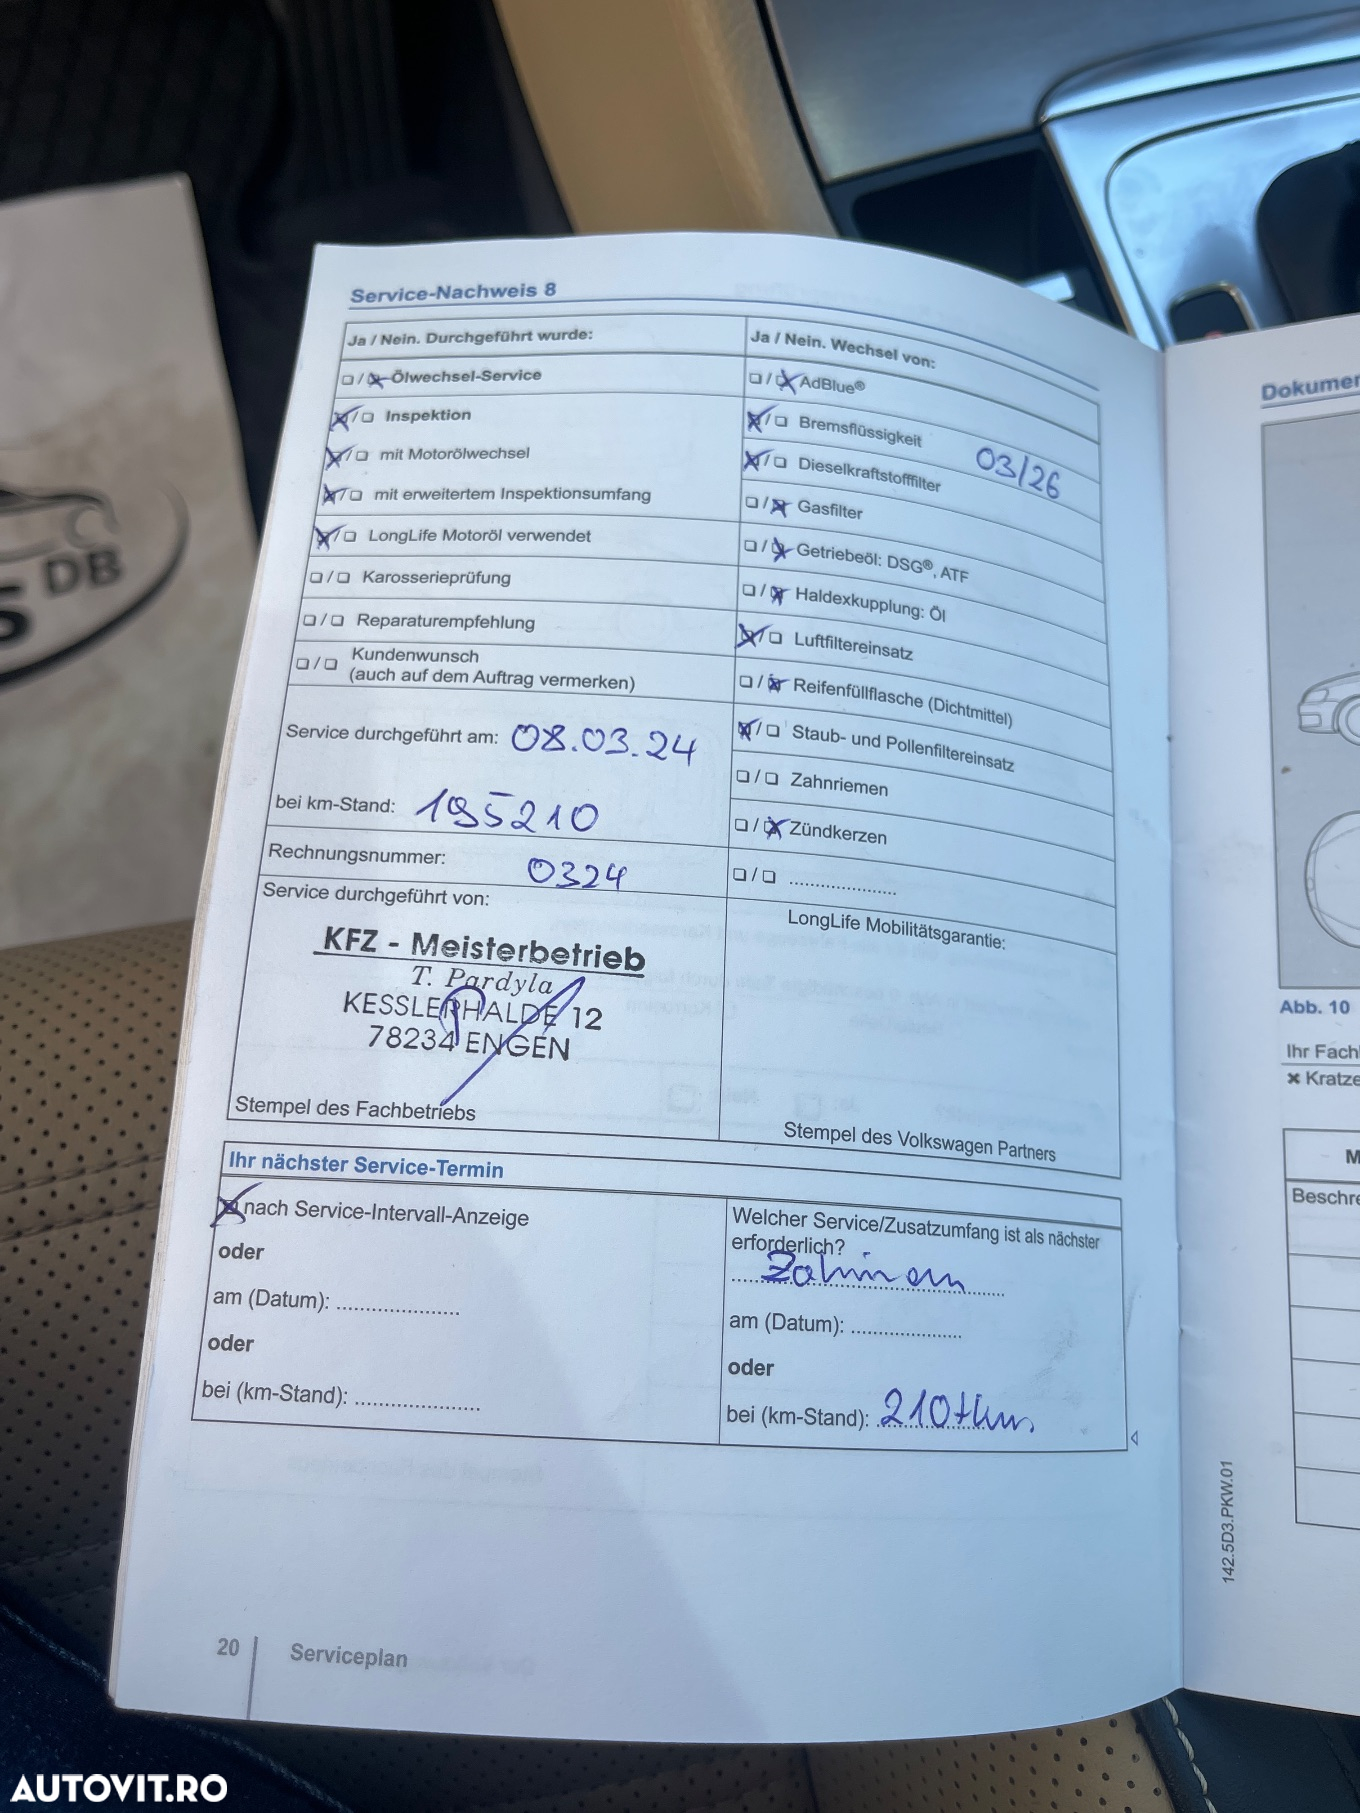 Service-Nachweis 8
Ja / Nein. Durchgeführt wurde:
/ Ölwechsel-Service
/ Inspektion
/ mit Motorölwechsel
/ mit erweitertem Inspektionsumfang
/ LongLife Motoröl verwendet
/ Karosserieprüfung
/ Reparaturempfehlung
/ Kundenwunsch
(auch auf dem Auftrag vermerken)
Service durchgeführt am: 08.03.24
bei km-Stand: 195210
Rechnungsnummer: 0324
Service durchgeführt von:
KFZ - Meisterbetrieb
T. Pardyla
KESSLERHALDE 12
78234 ENGEN
Stempel des Fachbetriebs
Ja / Nein. Wechsel von:
/ AdBlue®
/ Bremsflüssigkeit 03/26
/ Dieselkraftstofffilter
/ Gasfilter
/ Getriebeöl: DSG®, ATF
/ Haldexkupplung: Öl
/ Luftfiltereinsatz
/ Reifenfüllflasche (Dichtmittel)
/ Staub- und Pollenfiltereinsatz
/ Zahnriemen
/ Zündkerzen
/ ......................
LongLife Mobilitätsgarantie:
Stempel des Volkswagen Partners
Ihr nächster Service-Termin
nach Service-Intervall-Anzeige
oder
am (Datum): ....................
oder
bei (km-Stand): ....................
Welcher Service/Zusatzumfang ist als nächster
erforderlich?
am (Datum): ....................
oder
bei (km-Stand): 210tkm
20 Serviceplan
Dokumen
Abb. 10
Ihr Fach
✖ Kratze
M
Beschre
142.5D3.PKW.01
S DB
AUTOVIT.RO